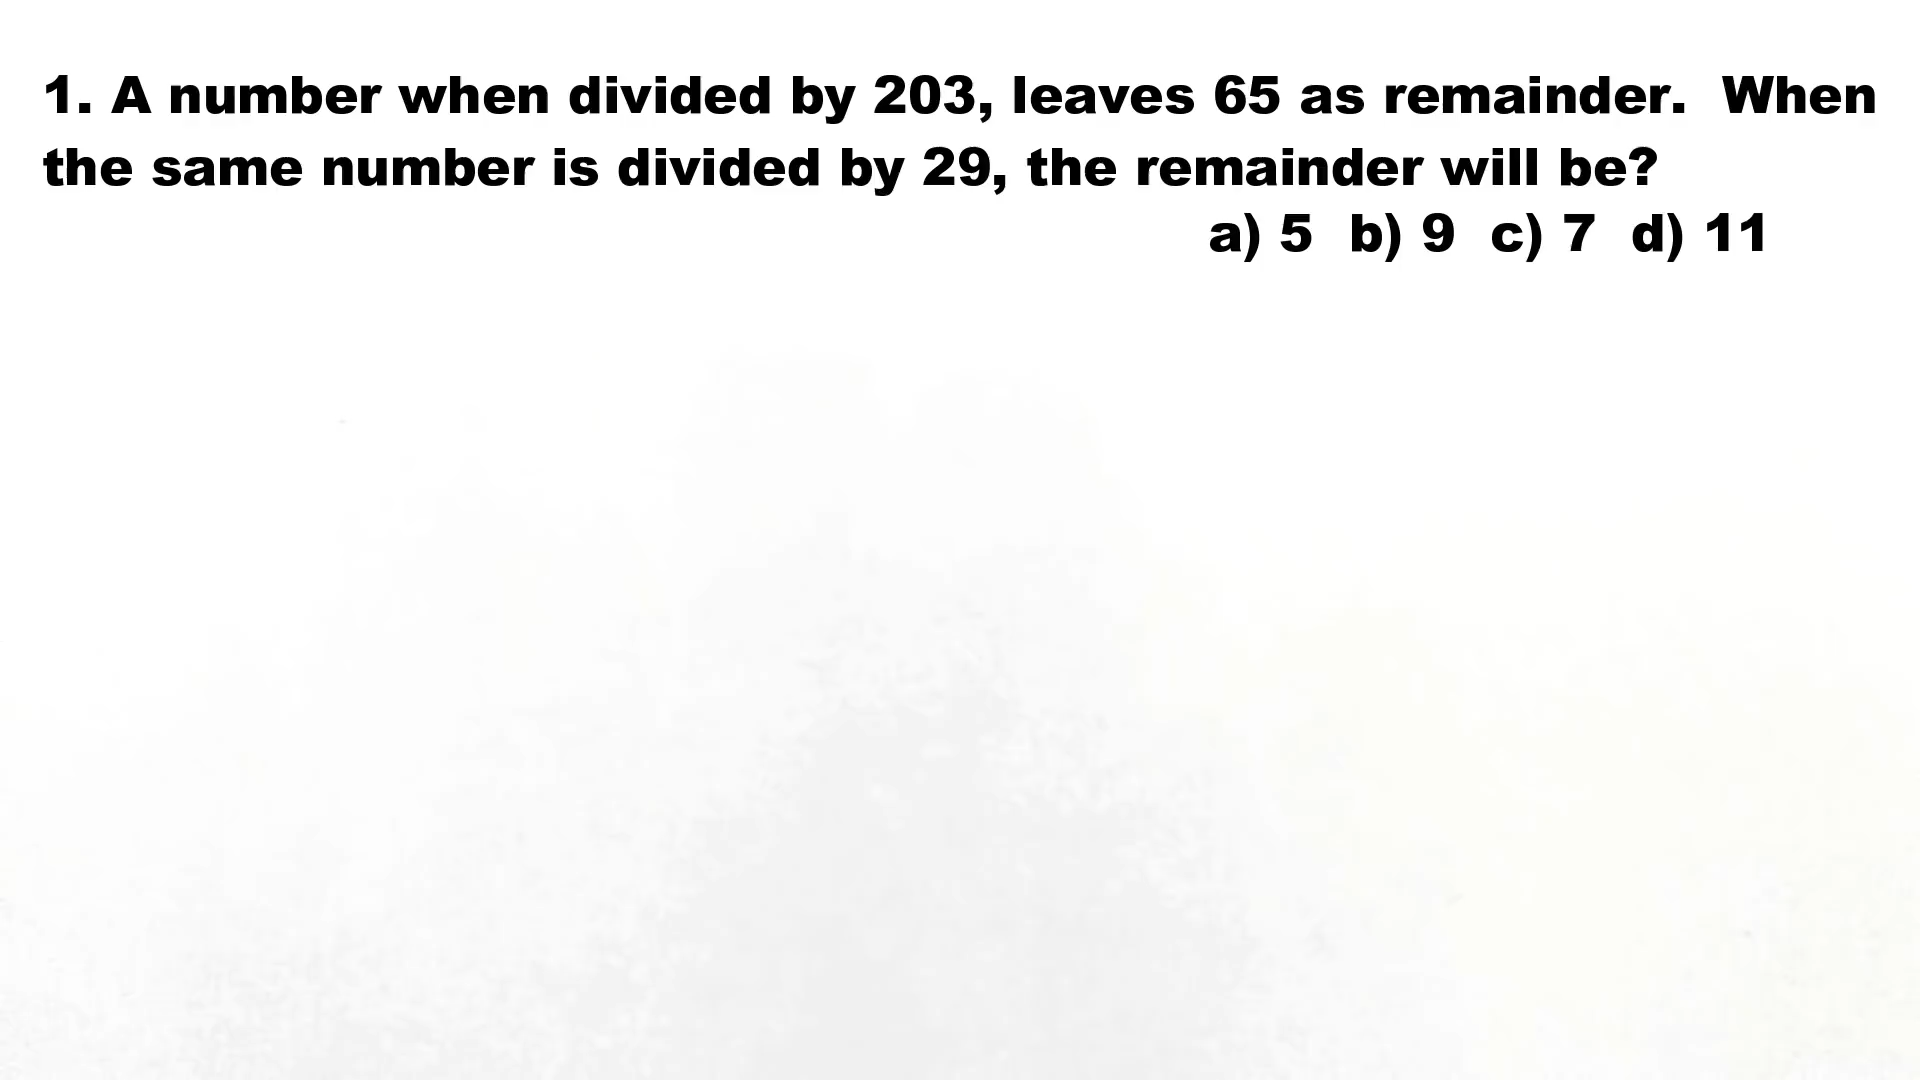 1. A number when divided by 203, leaves 65 as remainder. When
the same number is divided by 29, the remainder will be?
a) 5 b) 9 c) 7 d) 11